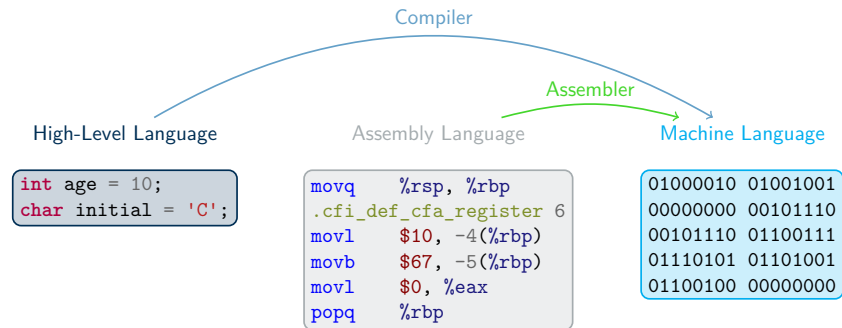 Compiler
Assembler
High-Level Language
int age = 10;
char initial = 'C';
Assembly Language
movq    %rsp, %rbp
.cfi_def_cfa_register 6
movl    $10, -4(%rbp)
movb    $67, -5(%rbp)
movl    $0, %eax
popq    %rbp
Machine Language
01000010 01001001
00000000 00101110
00101110 01100111
01110101 01101001
01100100 00000000